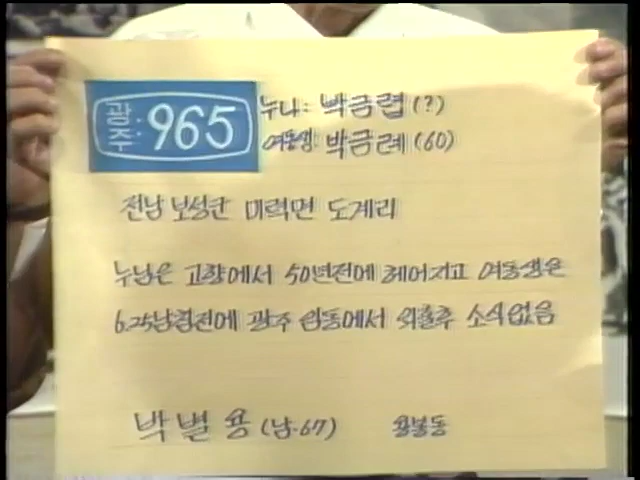 광주·965
누나: 박금렵(?)
여동생: 박금례(60)
전남 보성군 미력면 도계리
누님은 고향에서 50년전에 헤어지고 여동생은
6.25남침전에 광주 임동에서 외출후 소식없음
박별용(남·67) 용봉동